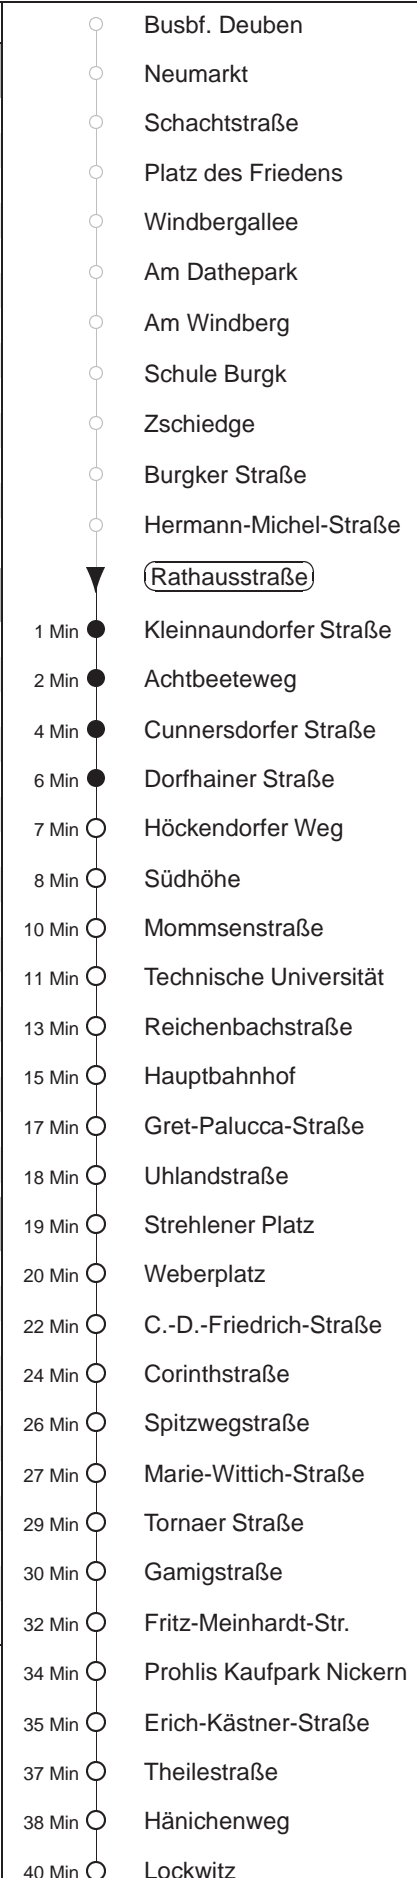 Busbf. Deuben
Neumarkt
Schachtstraße
Platz des Friedens
Windbergallee
Am Dathepark
Am Windberg
Schule Burgk
Zschiedge
Burgker Straße
Hermann-Michel-Straße
Rathausstraße
1 Min Kleinnaundorfer Straße
2 Min Achtbeeteweg
4 Min Cunnersdorfer Straße
6 Min Dorfhainer Straße
7 Min Höckendorfer Weg
8 Min Südhöhe
10 Min Mommsenstraße
11 Min Technische Universität
13 Min Reichenbachstraße
15 Min Hauptbahnhof
17 Min Gret-Palucca-Straße
18 Min Uhlandstraße
19 Min Strehlener Platz
20 Min Weberplatz
22 Min C.-D.-Friedrich-Straße
24 Min Corinthstraße
26 Min Spitzwegstraße
27 Min Marie-Wittich-Straße
29 Min Tornaer Straße
30 Min Gamigstraße
32 Min Fritz-Meinhardt-Str.
34 Min Prohlis Kaufpark Nickern
35 Min Erich-Kästner-Straße
37 Min Theilestraße
38 Min Hänichenweg
40 Min Lockwitz